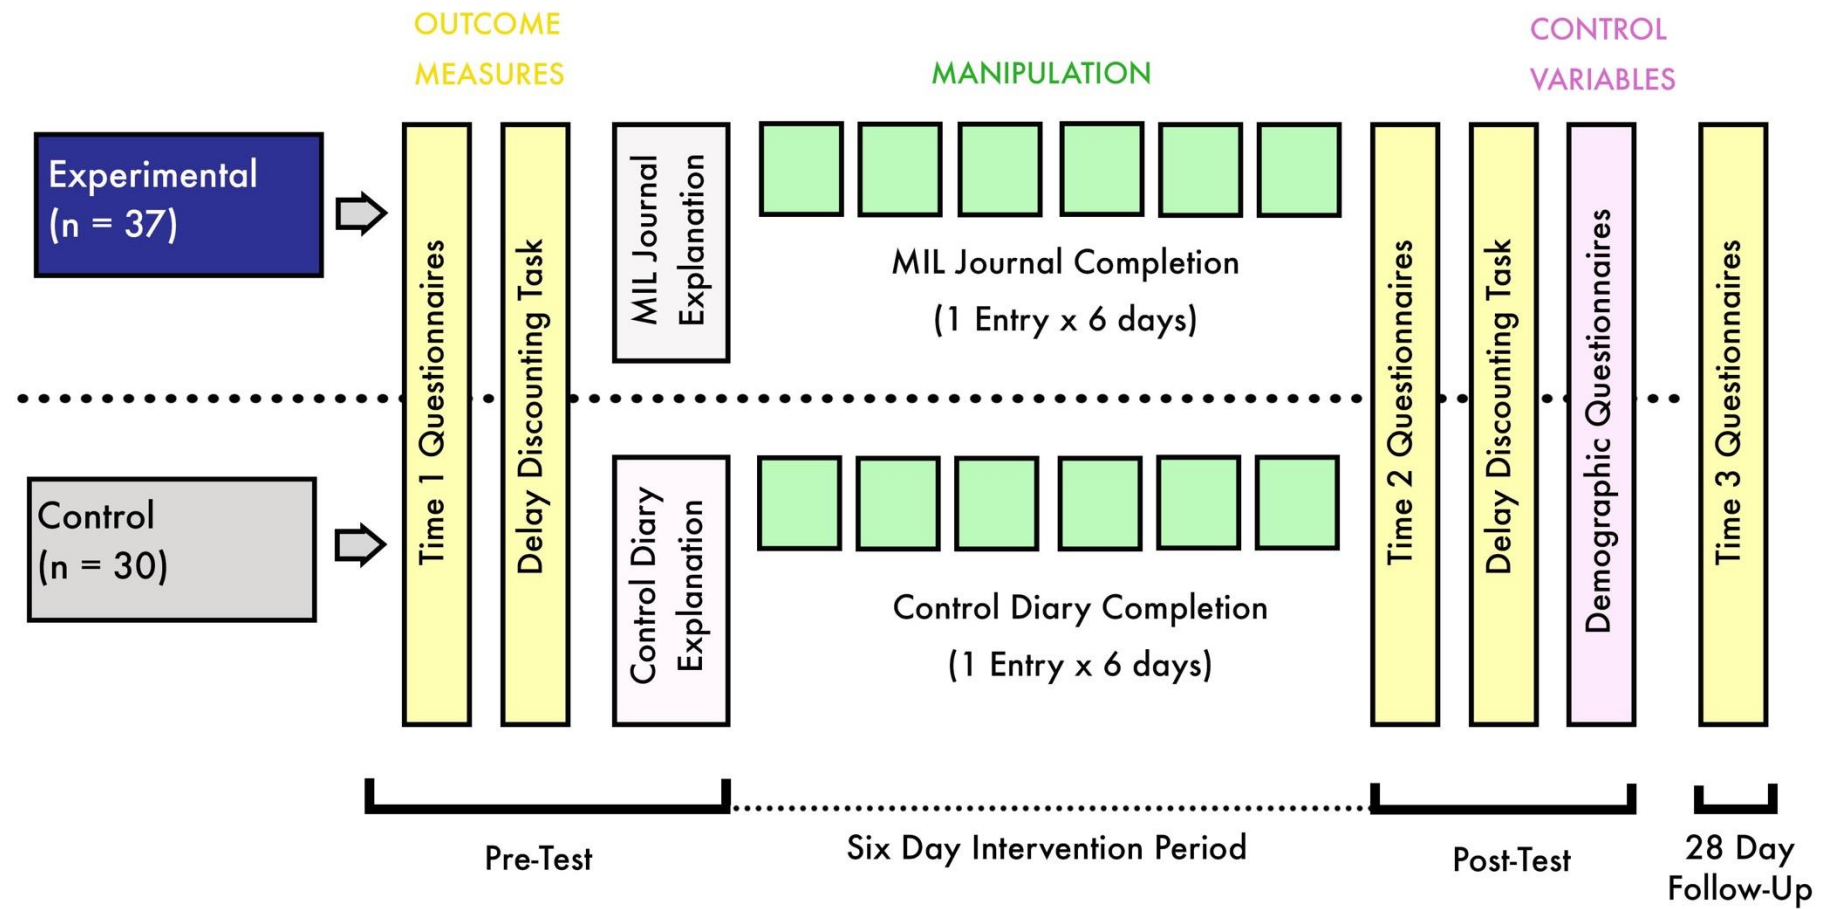 OUTCOME
MEASURES
MANIPULATION
CONTROL
VARIABLES
Experimental
(n = 37)
Control
(n = 30)
Time 1 Questionnaires
Delay Discounting Task
MIL Journal
Explanation
Control Diary
Explanation
MIL Journal Completion
(1 Entry x 6 days)
Control Diary Completion
(1 Entry x 6 days)
Time 2 Questionnaires
Delay Discounting Task
Demographic Questionnaires
Time 3 Questionnaires
Pre-Test
Six Day Intervention Period
Post-Test
28 Day
Follow-Up